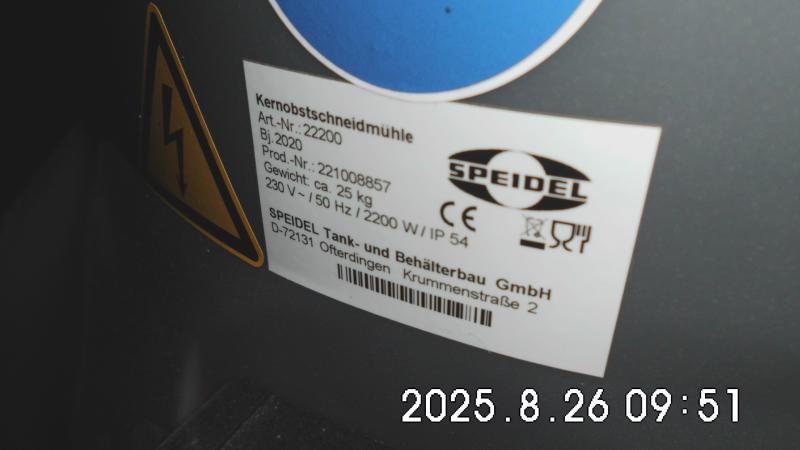 Kernobstschneidmühle
Art.-Nr.: 22200
Bj.2020
Prod.-Nr.: 221008857
Gewicht: ca. 25 kg
230 V ~ / 50 Hz / 2200 W / IP 54
SPEIDEL
CE
SPEIDEL Tank- und Behälterbau GmbH
D-72131 Ofterdingen Krummenstraße 2
2025.8.26 09:51